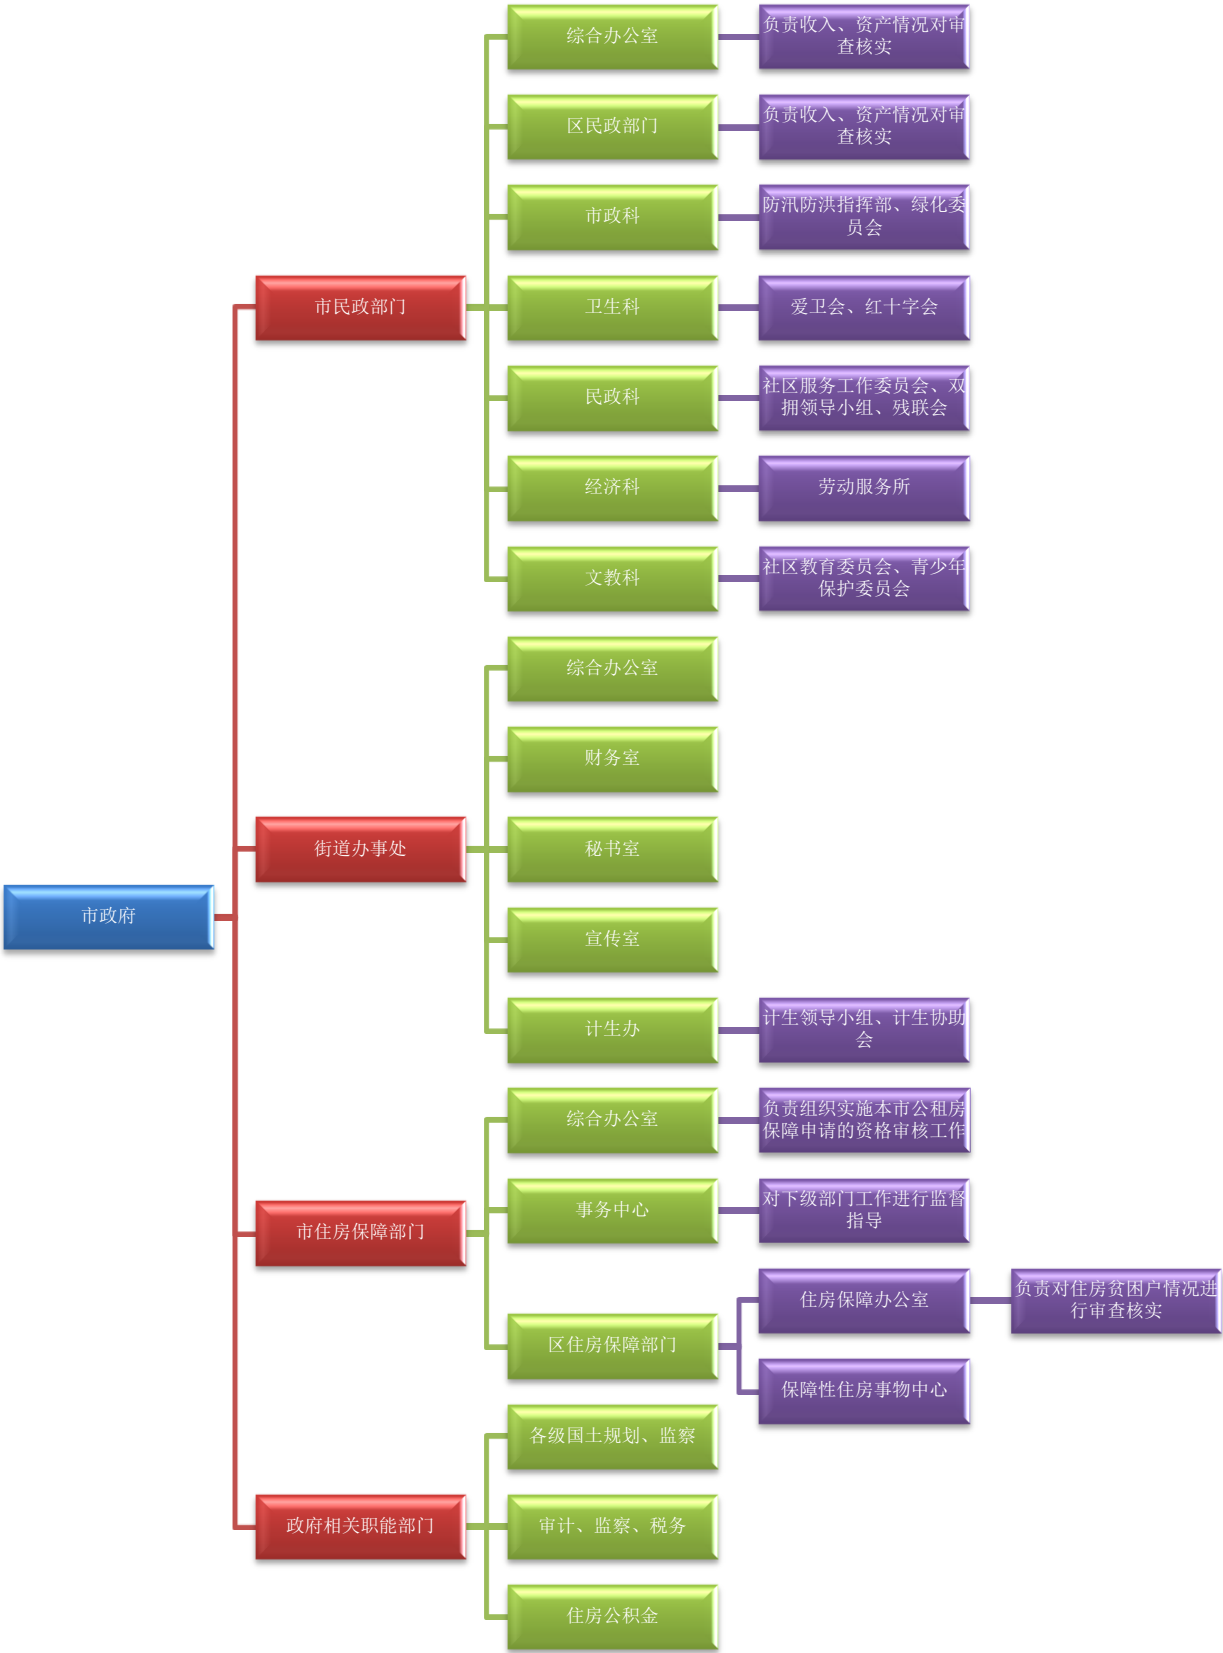 市政府
市民政部门
综合办公室
负责收入、资产情况对审
查核实
区民政部门
负责收入、资产情况对审
查核实
市政科
防汛防洪指挥部、绿化委
员会
卫生科
爱卫会、红十字会
民政科
社区服务工作委员会、双
拥领导小组、残联会
经济科
劳动服务所
文教科
社区教育委员会、青少年
保护委员会
街道办事处
综合办公室
财务室
秘书室
宣传室
计生办
计生领导小组、计生协助
会
市住房保障部门
综合办公室
负责组织实施本市公租房
保障申请的资格审核工作
事务中心
对下级部门工作进行监督
指导
区住房保障部门
住房保障办公室
负责对住房贫困户情况进
行审查核实
保障性住房事物中心
政府相关职能部门
各级国土规划、监察
审计、监察、税务
住房公积金